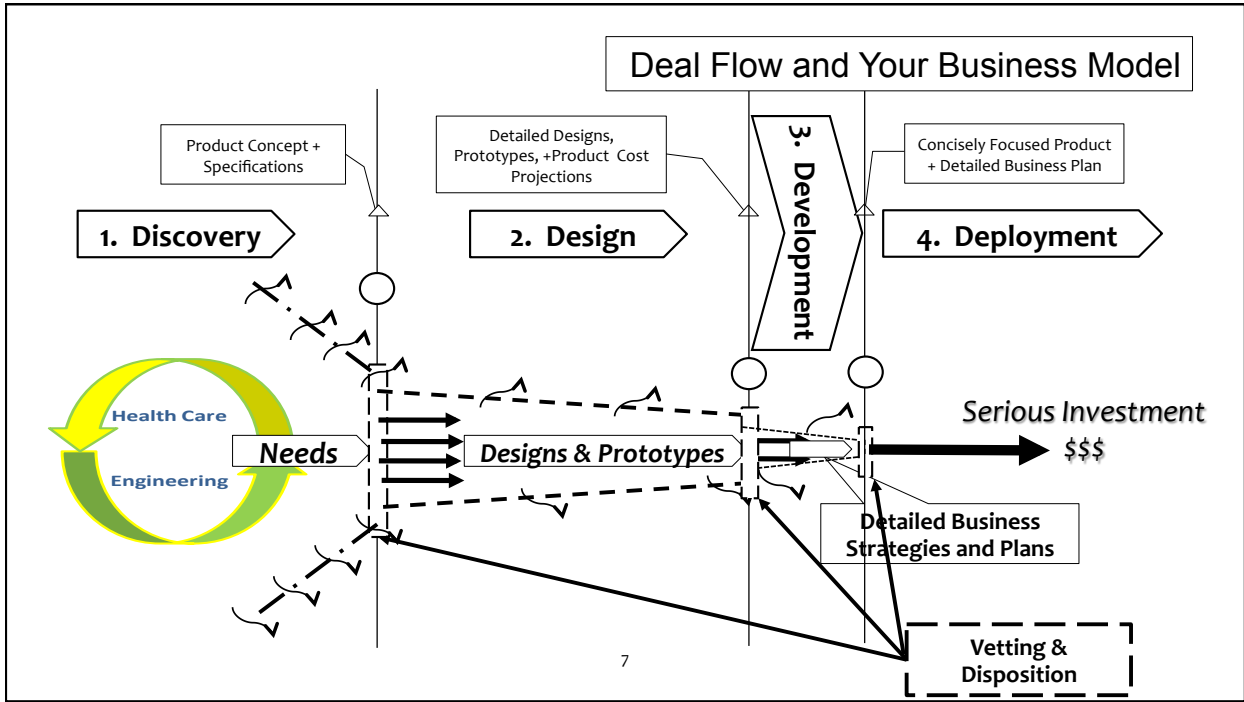 Deal Flow and Your Business Model
Product Concept +
Specifications
Detailed Designs,
Prototypes, +Product Cost
Projections
3. Development
Concisely Focused Product
+ Detailed Business Plan
1. Discovery
2. Design
4. Deployment
Health Care
Engineering
Needs
Designs & Prototypes
Serious Investment
$$$
Detailed Business
Strategies and Plans
Vetting &
Disposition
7